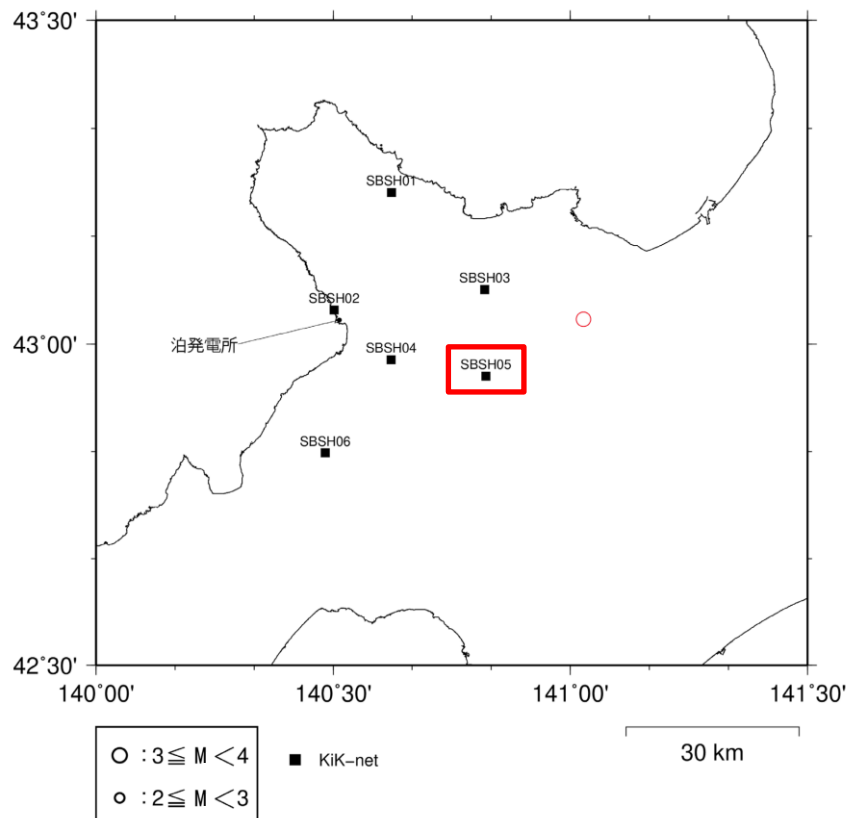 43°30'
SBSH01
SBSH03
SBSH02
泊発電所
43°00'
SBSH04
SBSH05
SBSH06
42°30'
140°00'
140°30'
141°00'
141°30'
○ :3≦ M <4
■ KiK-net
30 km
○ :2≦ M <3